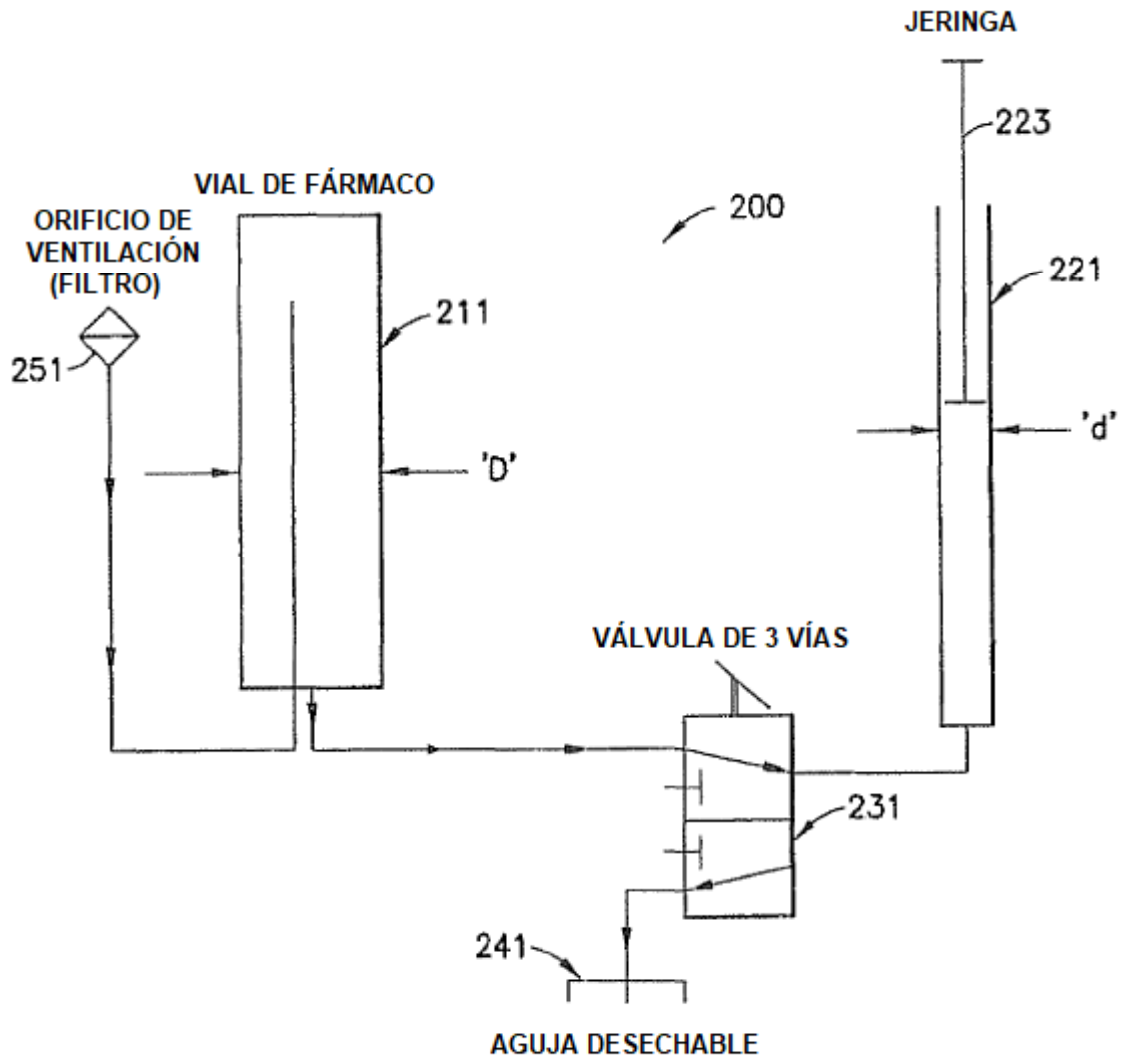 JERINGA
223
VIAL DE FÁRMACO
200
ORIFICIO DE
VENTILACIÓN
(FILTRO)
221
211
251
'd'
'D'
VÁLVULA DE 3 VÍAS
231
241
AGUJA DESECHABLE